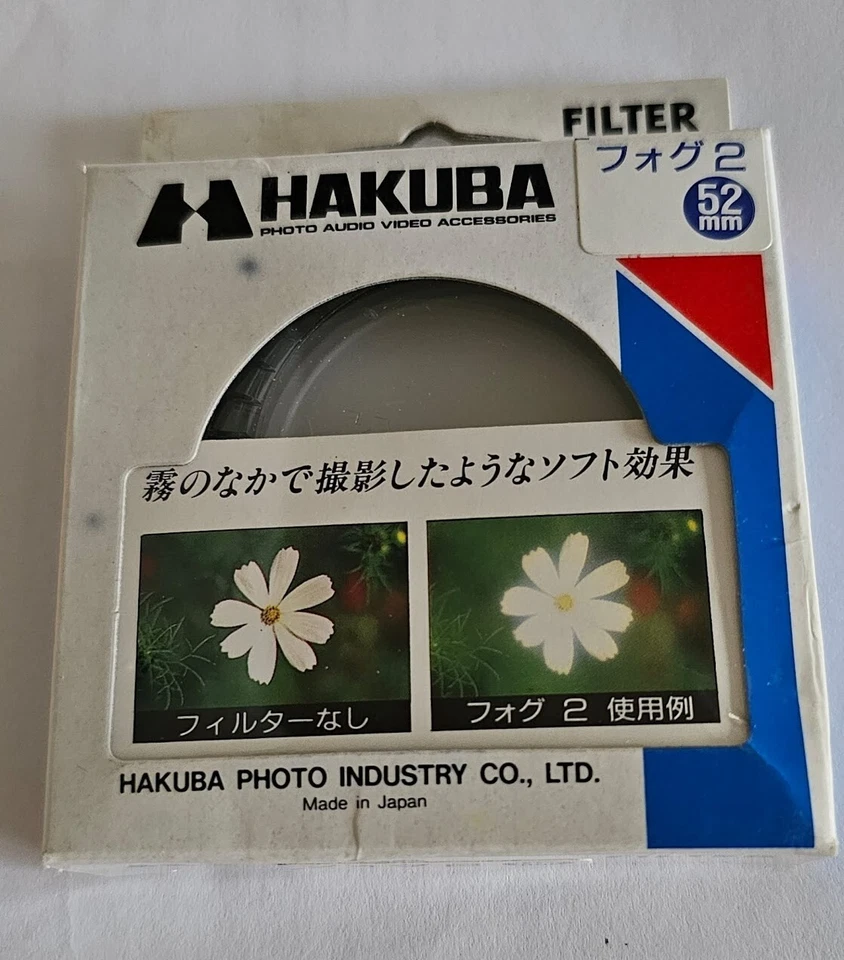 FILTER
フォグ2
52
mm
HAKUBA
PHOTO AUDIO VIDEO ACCESSORIES
霧のなかで撮影したようなソフト効果
フィルターなし
フォグ 2 使用例
HAKUBA PHOTO INDUSTRY CO., LTD.
Made in Japan